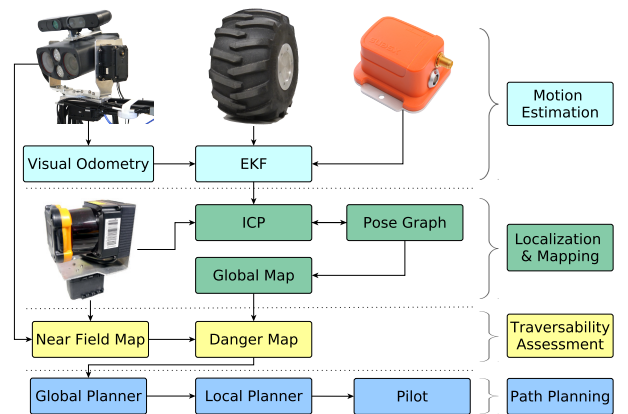 Motion
Estimation
Visual Odometry
EKF
ICP
Pose Graph
Localization
& Mapping
Global Map
Near Field Map
Danger Map
Traversability
Assessment
Global Planner
Local Planner
Pilot
Path Planning